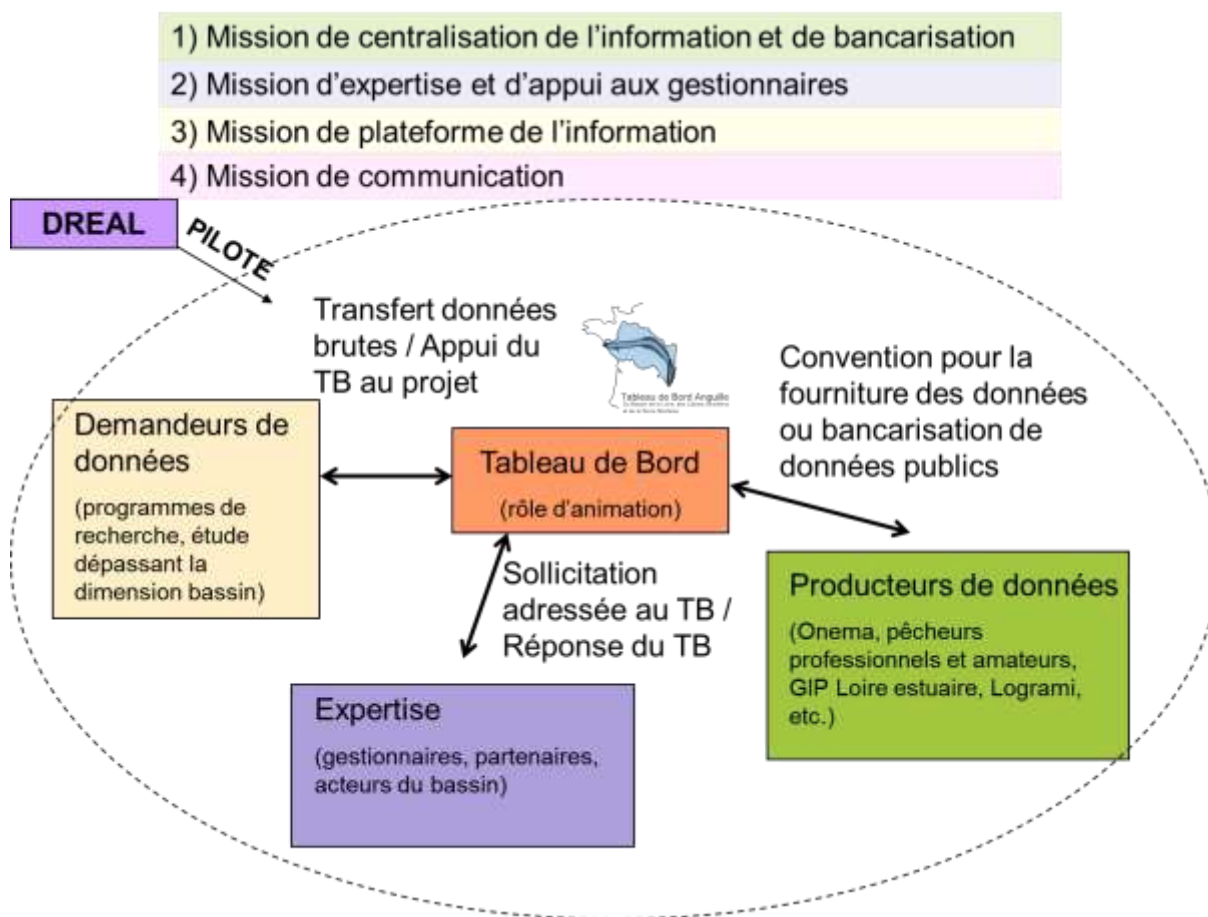 1) Mission de centralisation de l'information et de bancarisation
2) Mission d'expertise et d'appui aux gestionnaires
3) Mission de plateforme de l'information
4) Mission de communication
DREAL
PILOTE
Transfert données
brutes / Appui du
TB au projet
Tableau de Bord Anguille
Convention pour la
fourniture des données
ou bancarisation de
données publics
Demandeurs de
données
(programmes de
recherche, étude
dépassant la
dimension bassin)
Tableau de Bord
(rôle d'animation)
Sollicitation
adressée au TB /
Réponse du TB
Producteurs de données
(Onema, pêcheurs
professionnels et amateurs,
GIP Loire estuaire, Logrami,
etc.)
Expertise
(gestionnaires, partenaires,
acteurs du bassin)